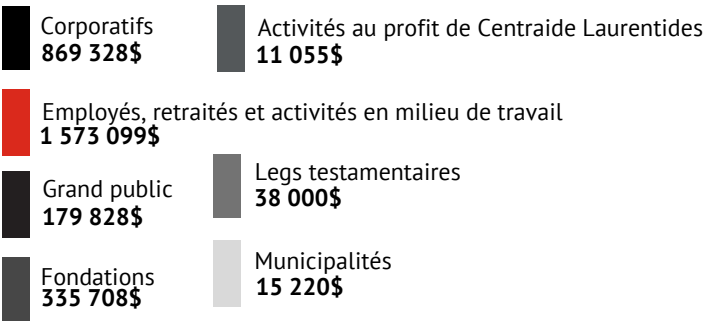 Corporatifs
869 328$
Activités au profit de Centraide Laurentides
11 055$
Employés, retraités et activités en milieu de travail
1 573 099$
Grand public
179 828$
Legs testamentaires
38 000$
Fondations
335 708$
Municipalités
15 220$